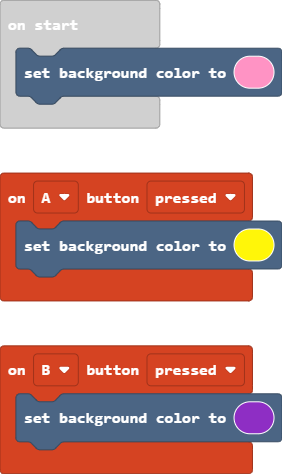 on start
set background color to
on A button pressed
set background color to
on B button pressed
set background color to